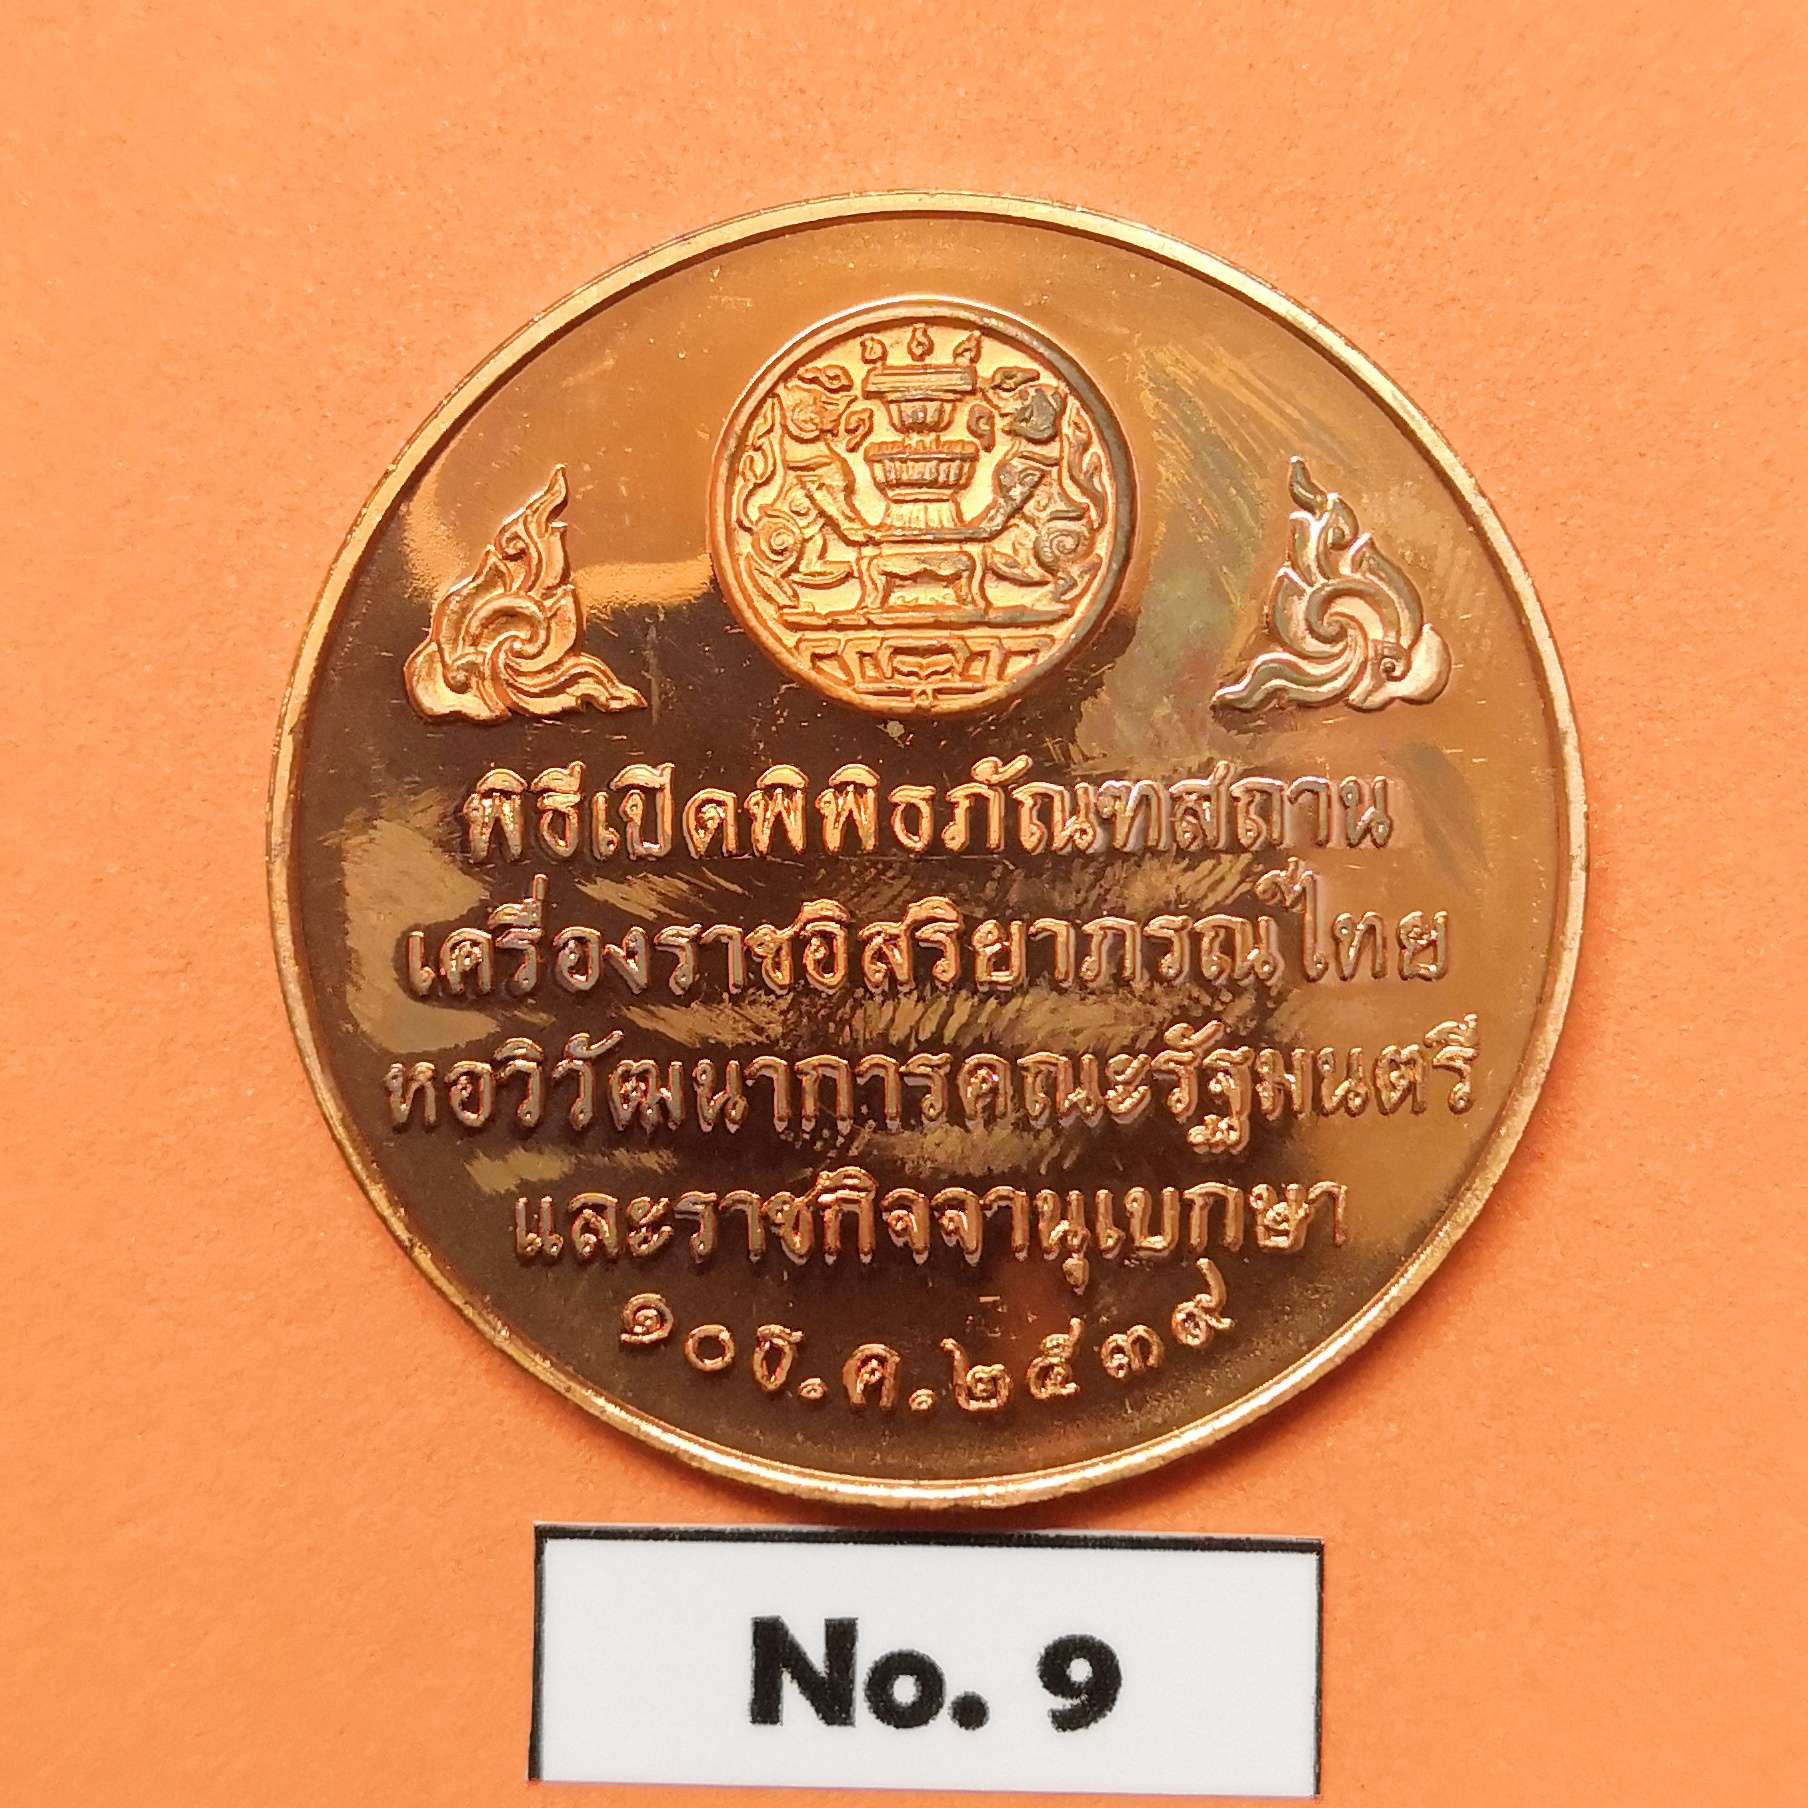 พิธีเปิดพิพิธภัณฑสถาน
เครื่องราชอิสริยาภรณ์ไทย
หอวิวัฒนาการคณะรัฐมนตรี
และราชกิจจานุเบกษา
๑๐ ธ.ค. ๒๕๓๙
No. 9